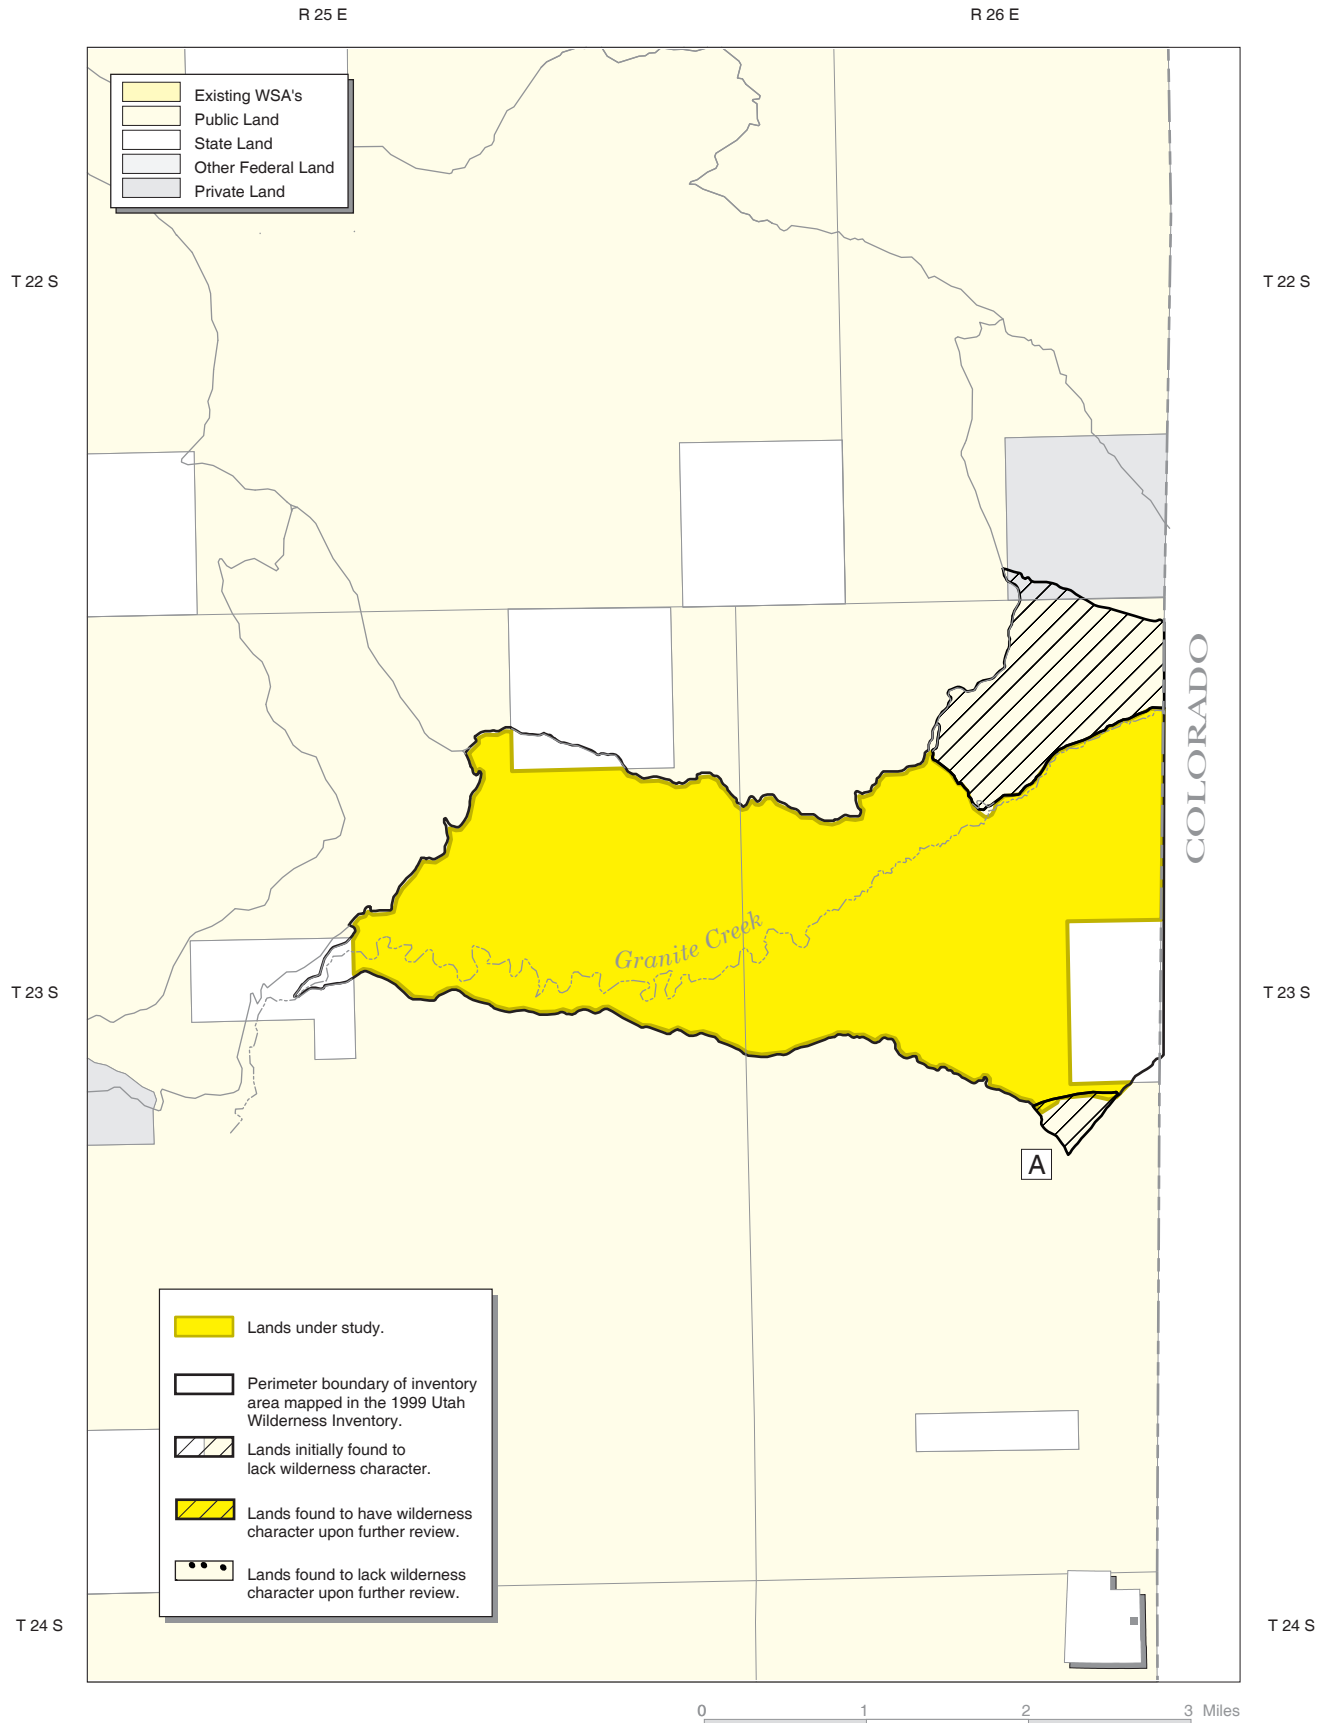 R 25 E
R 26 E
Existing WSA's
Public Land
State Land
Other Federal Land
Private Land
T 22 S
T 22 S
COLORADO
Granite Creek
T 23 S
T 23 S
A
Lands under study.
Perimeter boundary of inventory
area mapped in the 1999 Utah
Wilderness Inventory.
Lands initially found to
lack wilderness character.
Lands found to have wilderness
character upon further review.
Lands found to lack wilderness
character upon further review.
T 24 S
T 24 S
0 1 2 3 Miles